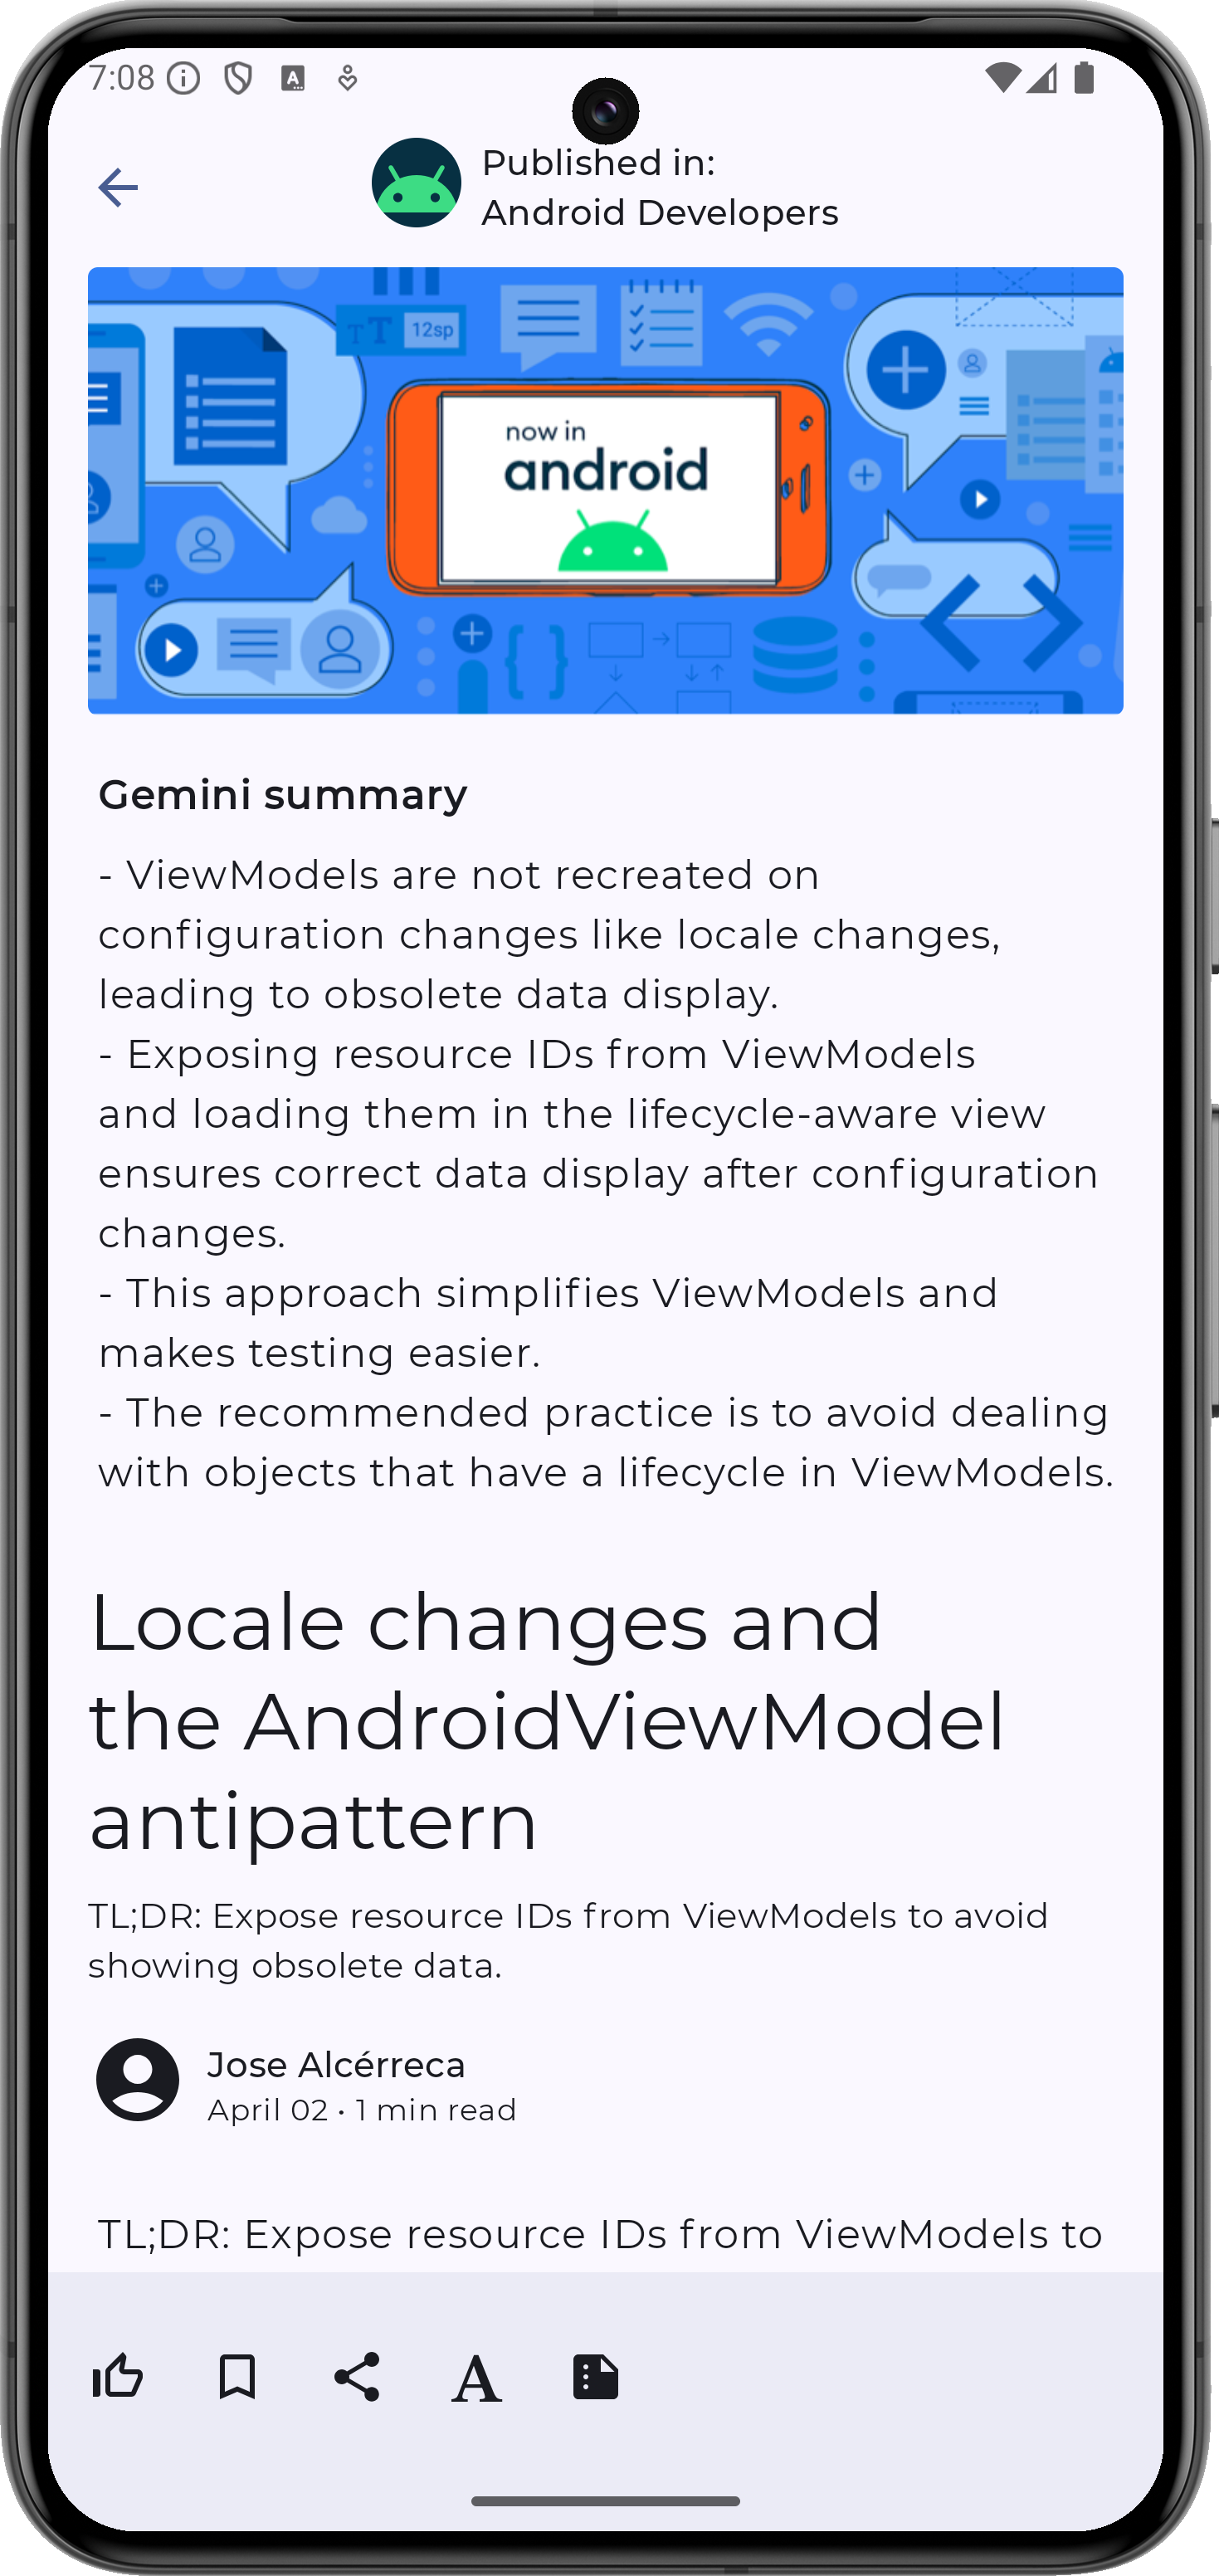 7:08
Published in:
Android Developers
TT 12sp
now in
android
Gemini summary
- ViewModels are not recreated on
configuration changes like locale changes,
leading to obsolete data display.
- Exposing resource IDs from ViewModels
and loading them in the lifecycle-aware view
ensures correct data display after configuration
changes.
- This approach simplifies ViewModels and
makes testing easier.
- The recommended practice is to avoid dealing
with objects that have a lifecycle in ViewModels.
Locale changes and
the AndroidViewModel
antipattern
TL;DR: Expose resource IDs from ViewModels to avoid
showing obsolete data.
Jose Alcérreca
April 02 • 1 min read
TL;DR: Expose resource IDs from ViewModels to
A